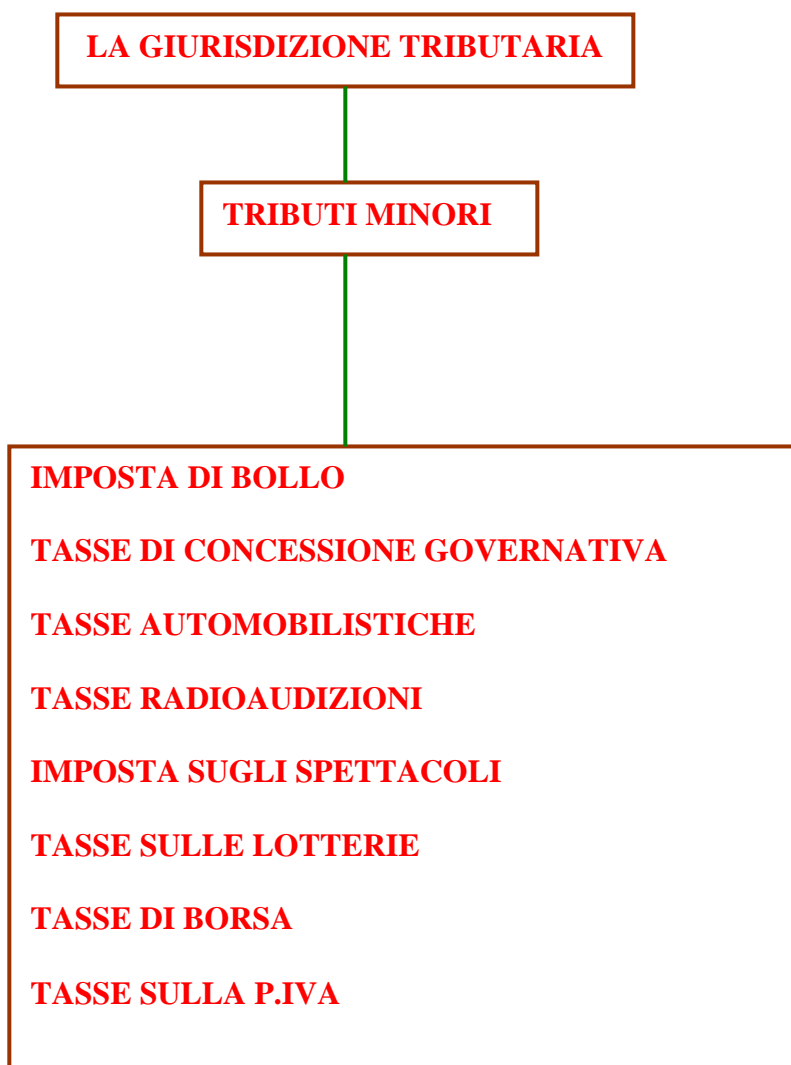 LA GIURISDIZIONE TRIBUTARIA
TRIBUTI MINORI
IMPOSTA DI BOLLO
TASSE DI CONCESSIONE GOVERNATIVA
TASSE AUTOMOBILISTICHE
TASSE RADIOAUDIZIONI
IMPOSTA SUGLI SPETTACOLI
TASSE SULLE LOTTERIE
TASSE DI BORSA
TASSE SULLA P.IVA